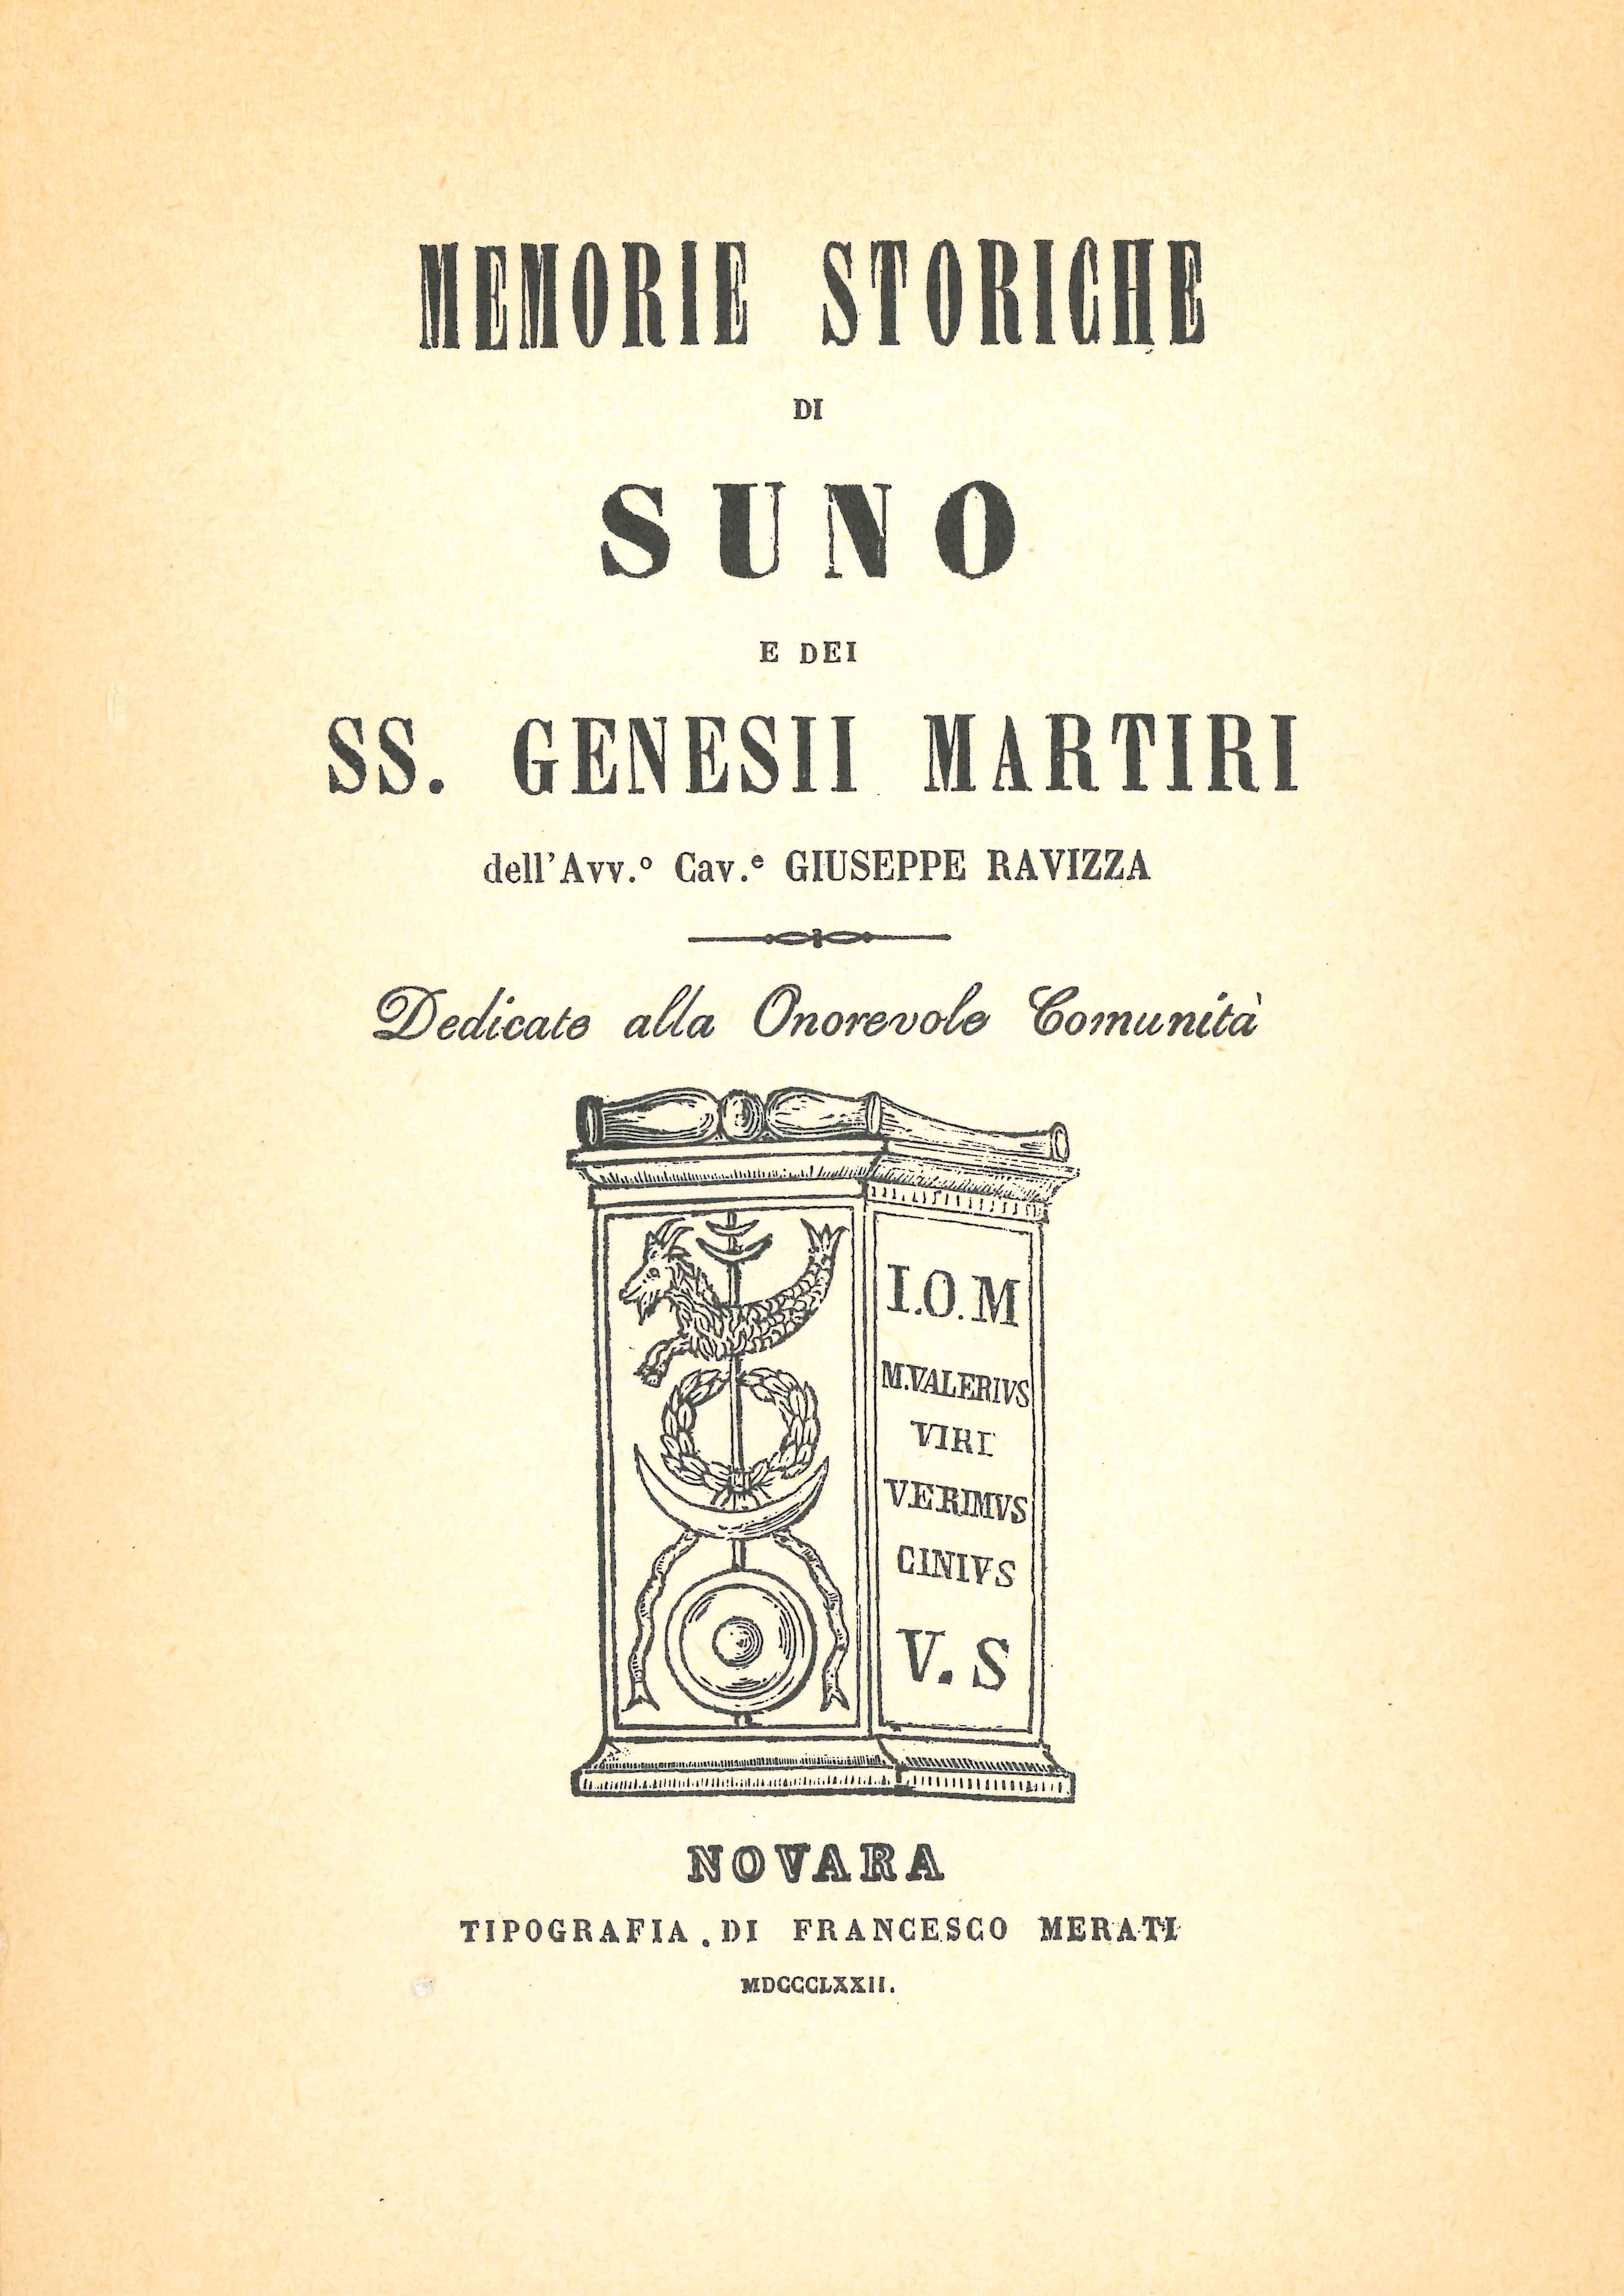 MEMORIE STORICHE
DI
SUNO
E DEI
SS. GENESII MARTIRI
dell'Avv.º Cav.e GIUSEPPE RAVIZZA
Dedicate alla Onorevole Comunità
I.O.M
M.VALERIVS
VIRI
VERIMVS
CINIVS
V.S
NOVARA
TIPOGRAFIA DI FRANCESCO MERATI
MDCCCLXXII.